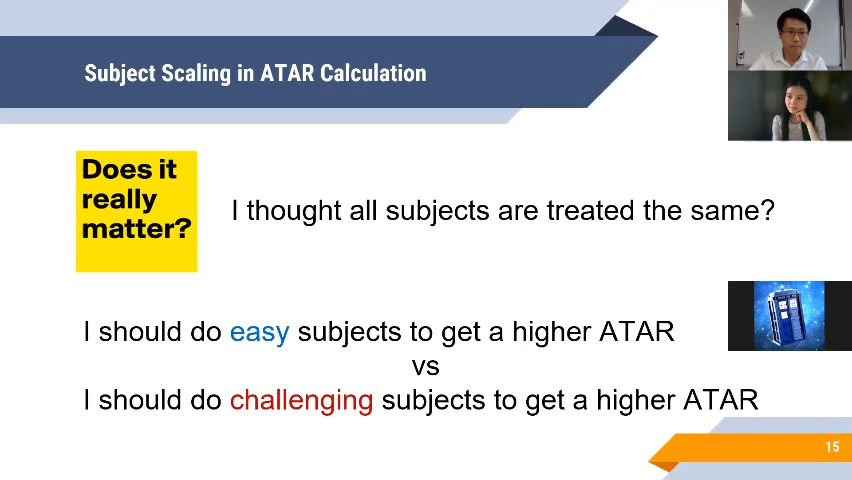 Subject Scaling in ATAR Calculation
Does it
really
matter?
I thought all subjects are treated the same?
I should do easy subjects to get a higher ATAR
vs
I should do challenging subjects to get a higher ATAR
15